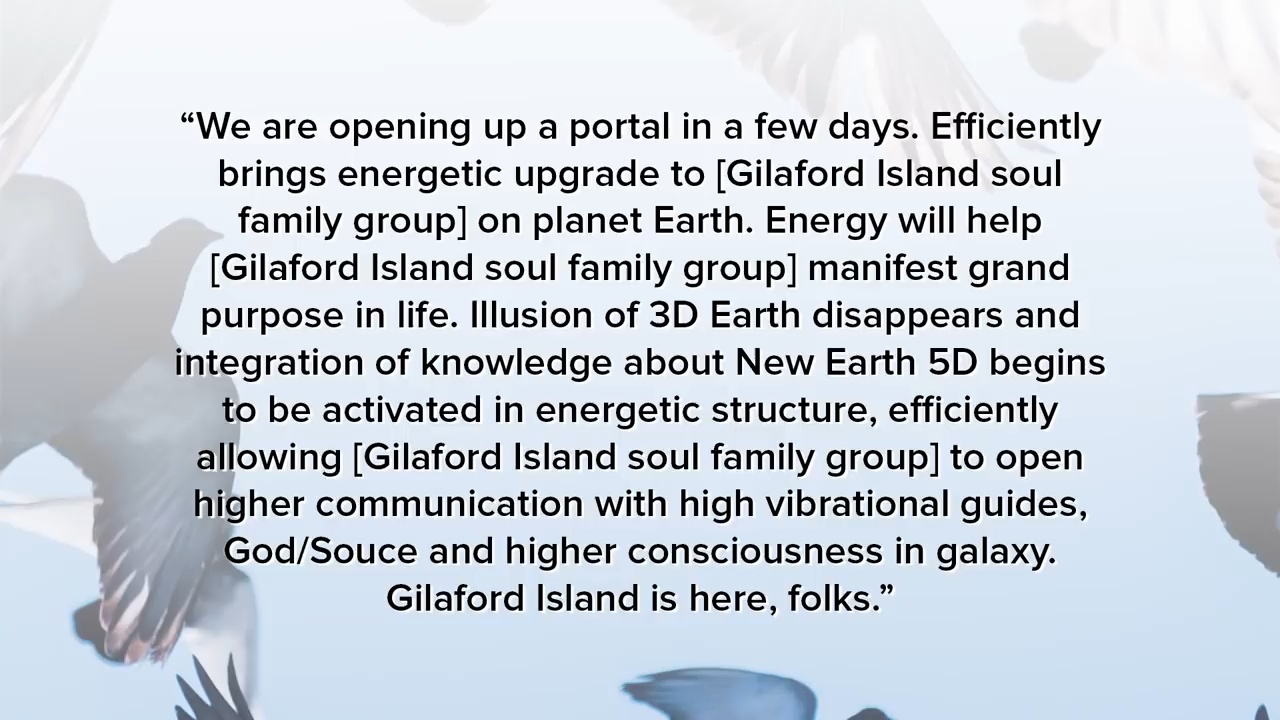 “We are opening up a portal in a few days. Efficiently
brings energetic upgrade to [Gilaford Island soul
family group] on planet Earth. Energy will help
[Gilaford Island soul family group] manifest grand
purpose in life. Illusion of 3D Earth disappears and
integration of knowledge about New Earth 5D begins
to be activated in energetic structure, efficiently
allowing [Gilaford Island soul family group] to open
higher communication with high vibrational guides,
God/Souce and higher consciousness in galaxy.
Gilaford Island is here, folks.”